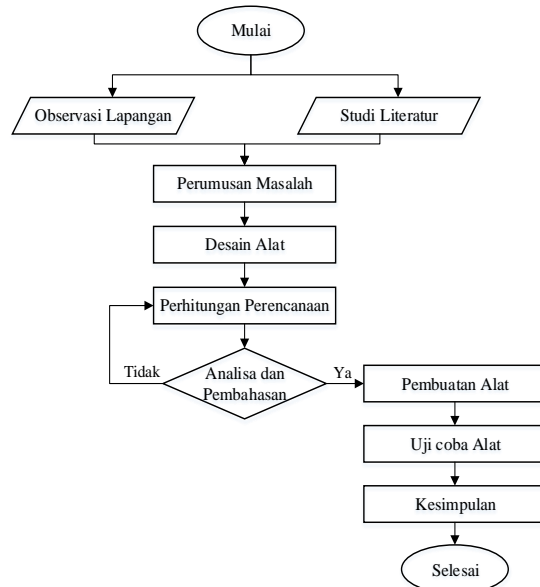 Mulai
Observasi Lapangan
Studi Literatur
Perumusan Masalah
Desain Alat
Perhitungan Perencanaan
Tidak
Analisa dan
Pembahasan
Ya
Pembuatan Alat
Uji coba Alat
Kesimpulan
Selesai